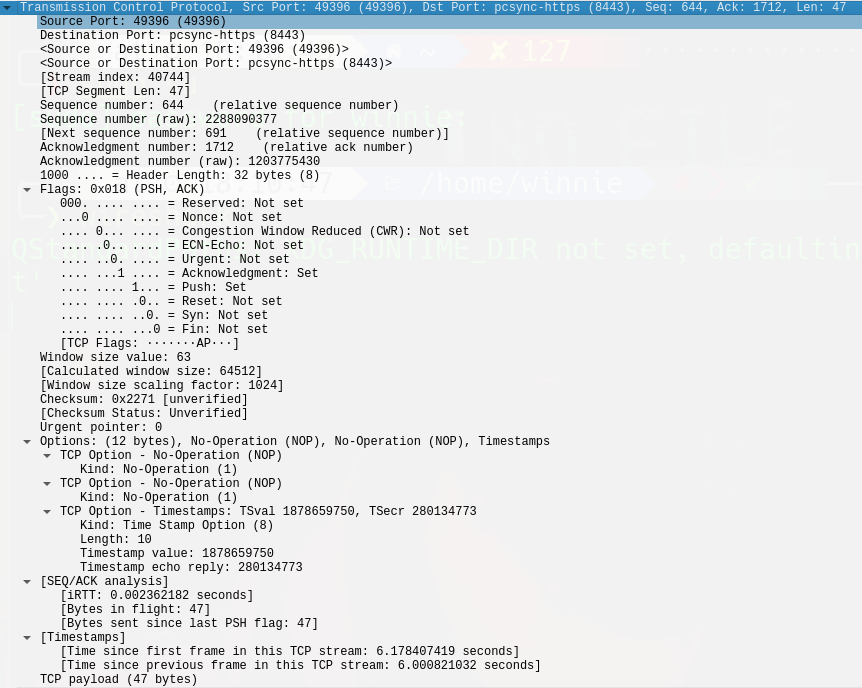 Transmission Control Protocol, Src Port: 49396 (49396), Dst Port: pcsync-https (8443), Seq: 644, Ack: 1712, Len: 47
Source Port: 49396 (49396)
Destination Port: pcsync-https (8443)
<Source or Destination Port: 49396 (49396)>
<Source or Destination Port: pcsync-https (8443)>
[Stream index: 40744]
[TCP Segment Len: 47]
Sequence number: 644    (relative sequence number)
Sequence number (raw): 2288090377
[Next sequence number: 691    (relative sequence number)]
Acknowledgment number: 1712    (relative ack number)
Acknowledgment number (raw): 1203775430
1000 .... = Header Length: 32 bytes (8)
Flags: 0x018 (PSH, ACK)
000. .... .... = Reserved: Not set
...0 .... .... = Nonce: Not set
.... 0... .... = Congestion Window Reduced (CWR): Not set
.... .0.. .... = ECN-Echo: Not set
.... ..0. .... = Urgent: Not set
.... ...1 .... = Acknowledgment: Set
.... .... 1... = Push: Set
.... .... .0.. = Reset: Not set
.... .... ..0. = Syn: Not set
.... .... ...0 = Fin: Not set
[TCP Flags: ·······AP···]
Window size value: 63
[Calculated window size: 64512]
[Window size scaling factor: 1024]
Checksum: 0x2271 [unverified]
[Checksum Status: Unverified]
Urgent pointer: 0
Options: (12 bytes), No-Operation (NOP), No-Operation (NOP), Timestamps
TCP Option - No-Operation (NOP)
Kind: No-Operation (1)
TCP Option - No-Operation (NOP)
Kind: No-Operation (1)
TCP Option - Timestamps: TSval 1878659750, TSecr 280134773
Kind: Time Stamp Option (8)
Length: 10
Timestamp value: 1878659750
Timestamp echo reply: 280134773
[SEQ/ACK analysis]
[iRTT: 0.002362182 seconds]
[Bytes in flight: 47]
[Bytes sent since last PSH flag: 47]
[Timestamps]
[Time since first frame in this TCP stream: 6.178407419 seconds]
[Time since previous frame in this TCP stream: 6.000821032 seconds]
TCP payload (47 bytes)
~ ✘ 127
for winnie:
/home/winnie
RUNTIME_DIR not set, defaultin
t'